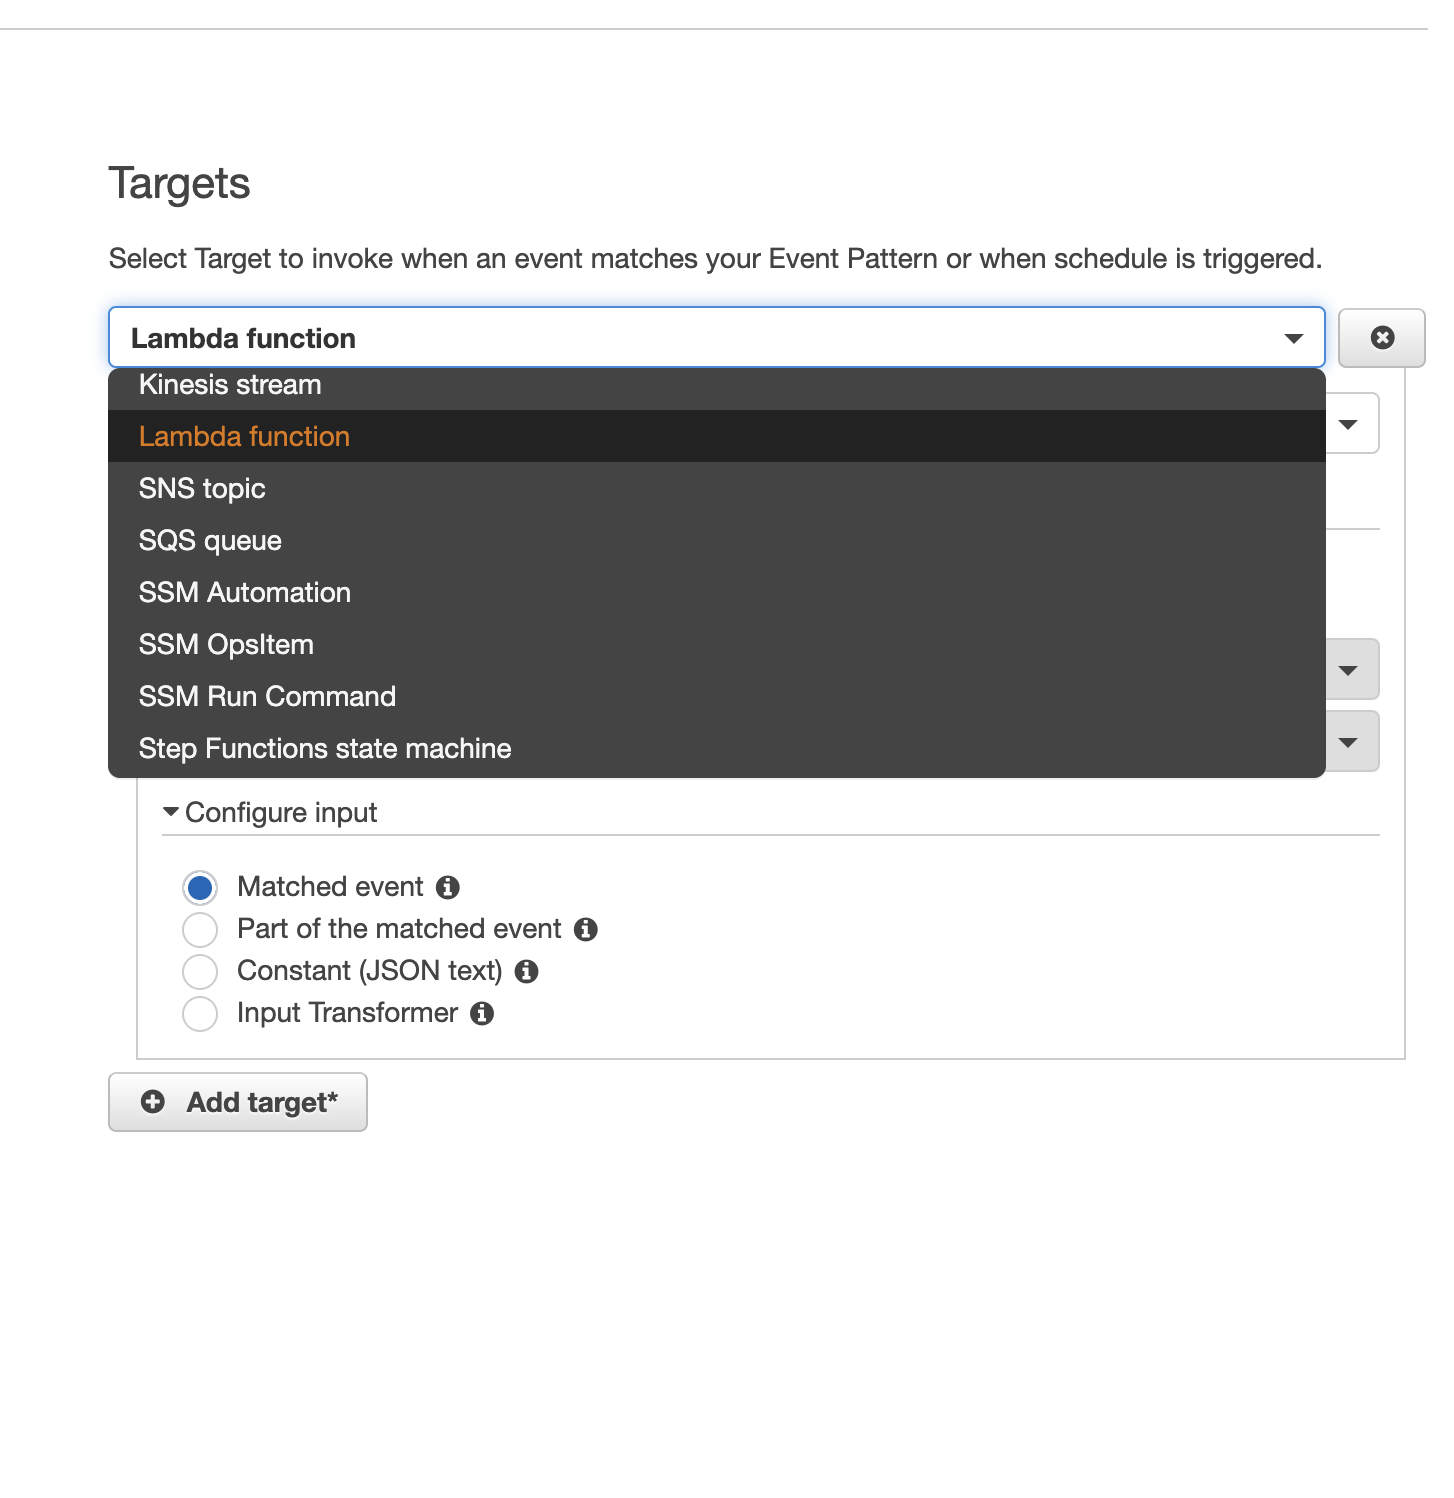 Targets
Select Target to invoke when an event matches your Event Pattern or when schedule is triggered.
Lambda function
Kinesis stream
Lambda function
SNS topic
SQS queue
SSM Automation
SSM OpsItem
SSM Run Command
Step Functions state machine
Configure input
Matched event
Part of the matched event
Constant (JSON text)
Input Transformer
Add target*